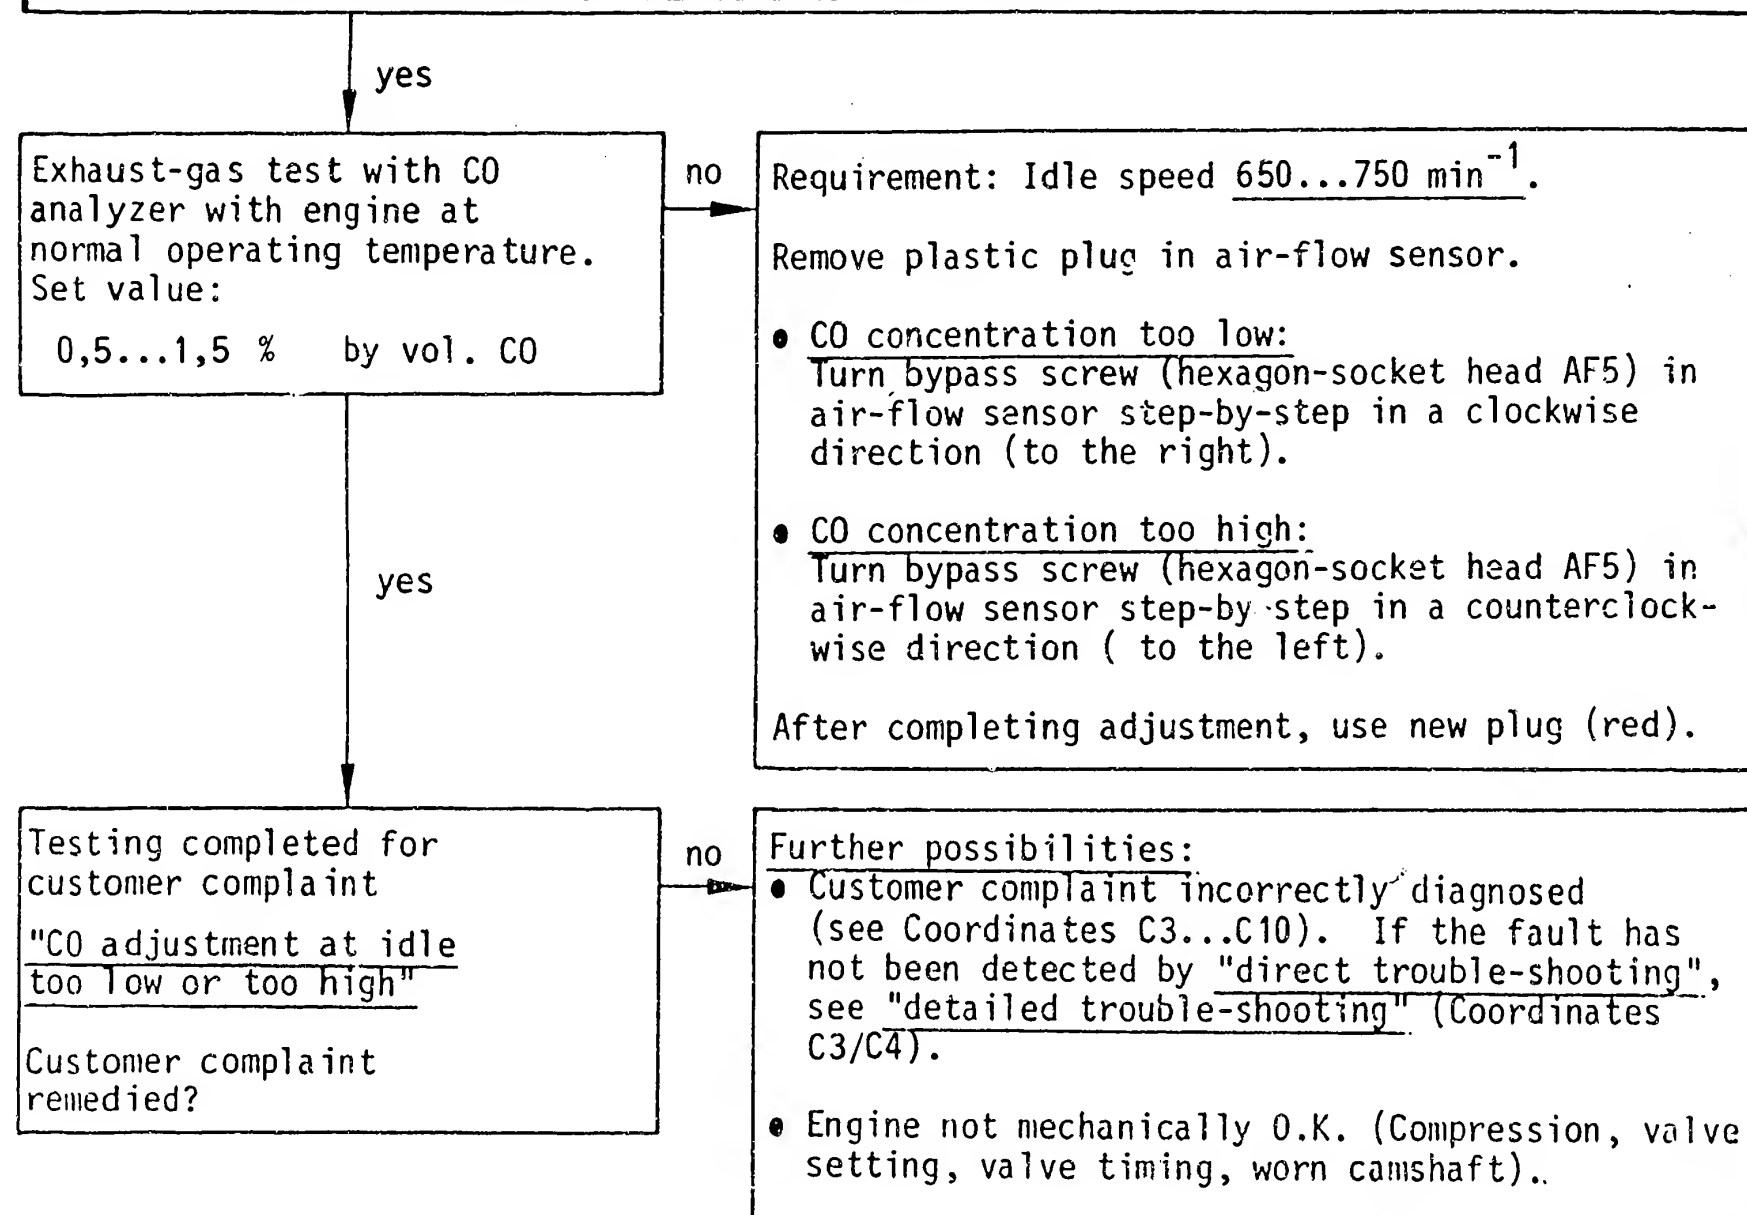 yes
Exhaust-gas test with CO
analyzer with engine at
normal operating temperature.
Set value:
0,5...1,5 % by vol. CO
no
Requirement: Idle speed 650...750 min⁻¹.
Remove plastic plug in air-flow sensor.
• CO concentration too low:
Turn bypass screw (hexagon-socket head AF5) in
air-flow sensor step-by-step in a clockwise
direction (to the right).
• CO concentration too high:
Turn bypass screw (hexagon-socket head AF5) in
air-flow sensor step-by-step in a counterclock-
wise direction ( to the left).
After completing adjustment, use new plug (red).
yes
Testing completed for
customer complaint
"CO adjustment at idle
too low or too high"
Customer complaint
remedied?
no
Further possibilities:
• Customer complaint incorrectly diagnosed
(see Coordinates C3...C10). If the fault has
not been detected by "direct trouble-shooting",
see "detailed trouble-shooting" (Coordinates
C3/C4).
• Engine not mechanically O.K. (Compression, valve
setting, valve timing, worn camshaft).